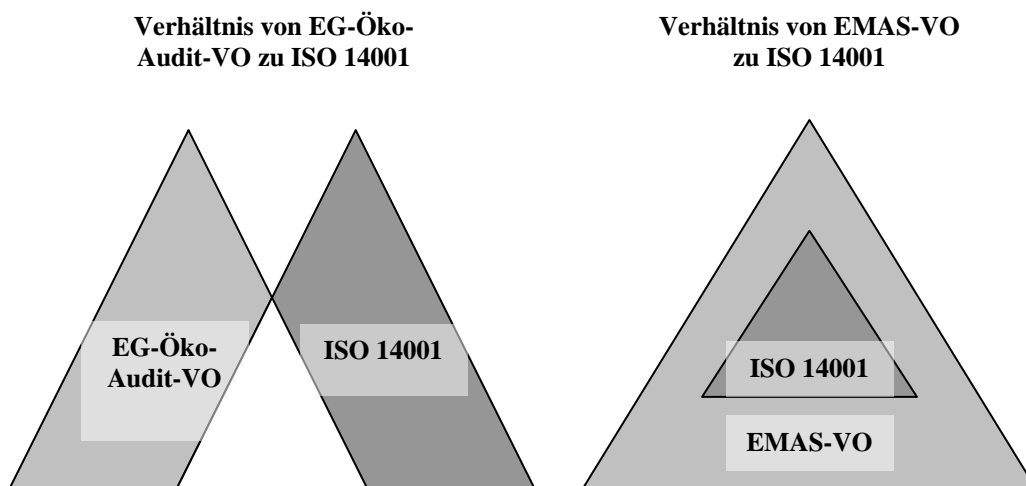 Verhältnis von EG-Öko-
Audit-VO zu ISO 14001
Verhältnis von EMAS-VO
zu ISO 14001
EG-Öko-
Audit-VO
ISO 14001
ISO 14001
EMAS-VO